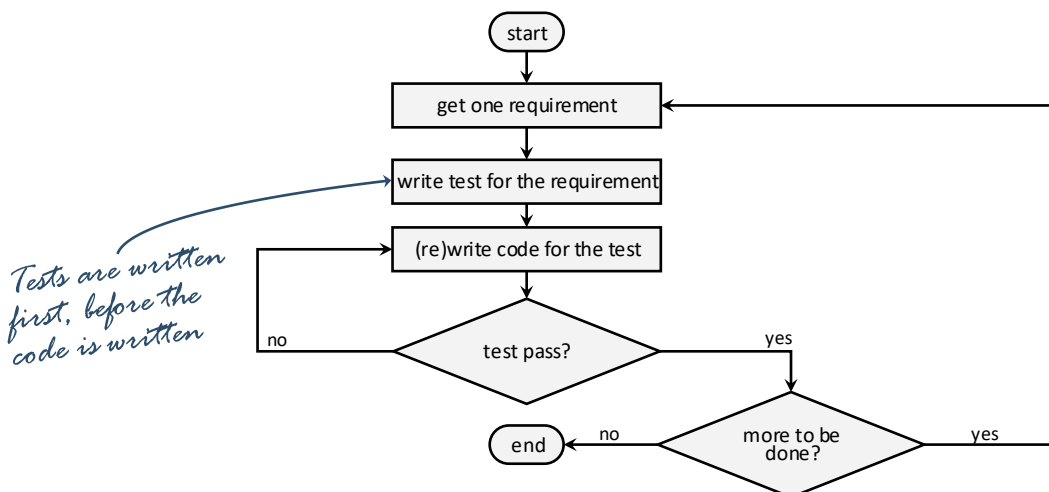 start
get one requirement
write test for the requirement
(re)write code for the test
Tests are written
first, before the
code is written
test pass?
no
yes
more to be
done?
no
yes
end